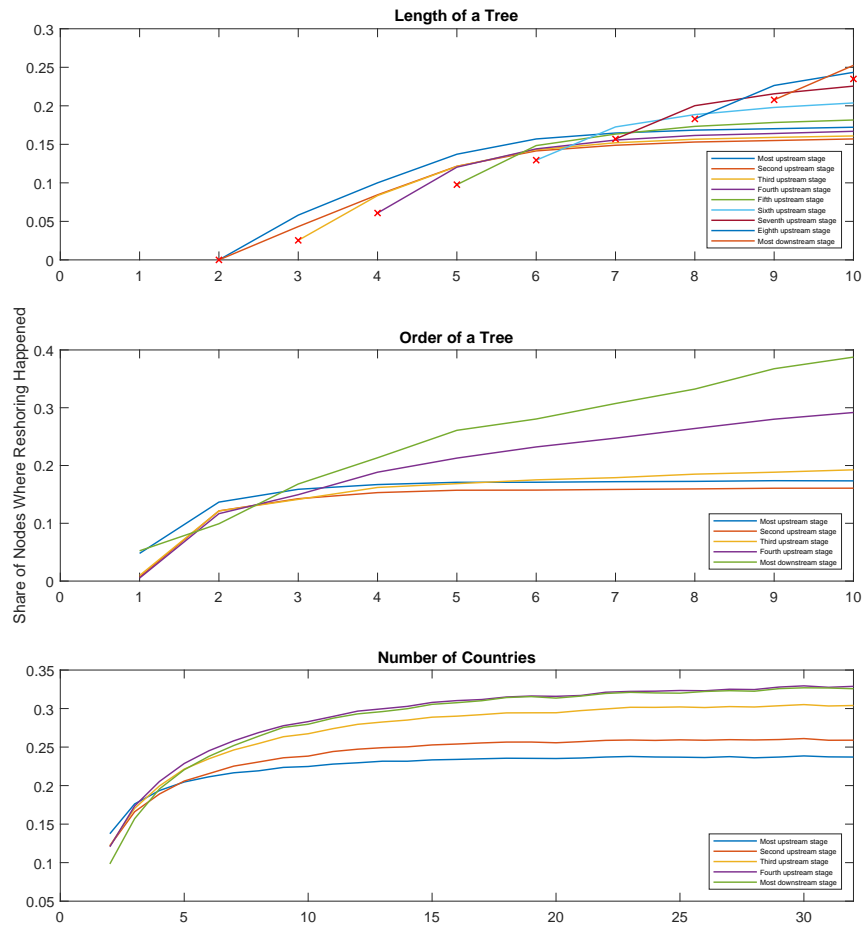 Length of a Tree
0.3
0.25
0.2
0.15
0.1
0.05
0
0 1 2 3 4 5 6 7 8 9 10
Most upstream stage
Second upstream stage
Third upstream stage
Fourth upstream stage
Fifth upstream stage
Sixth upstream stage
Seventh upstream stage
Eighth upstream stage
Most downstream stage
Share of Nodes Where Reshoring Happened
Order of a Tree
0.4
0.3
0.2
0.1
0
0 1 2 3 4 5 6 7 8 9 10
Most upstream stage
Second upstream stage
Third upstream stage
Fourth upstream stage
Most downstream stage
Number of Countries
0.35
0.3
0.25
0.2
0.15
0.1
0.05
0 5 10 15 20 25 30
Most upstream stage
Second upstream stage
Third upstream stage
Fourth upstream stage
Most downstream stage